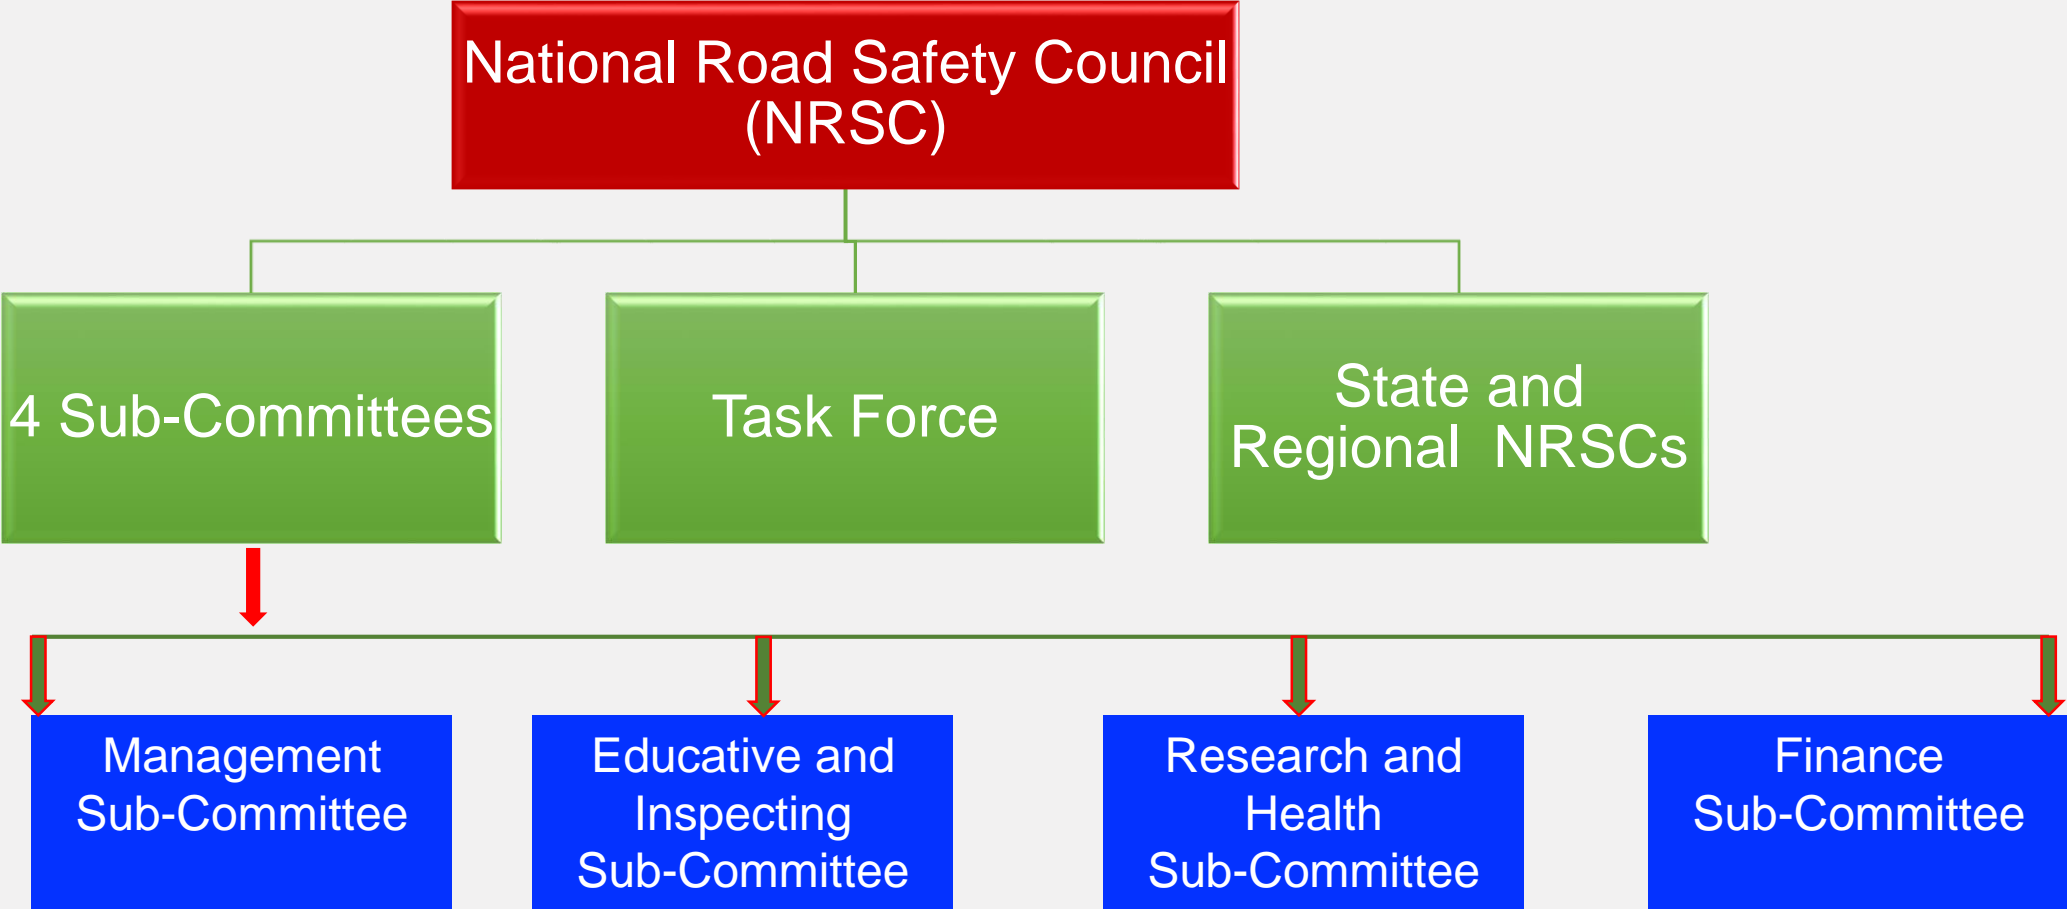 National Road Safety Council
(NRSC)
4 Sub-Committees
Task Force
State and
Regional  NRSCs
Management
Sub-Committee
Educative and
Inspecting
Sub-Committee
Research and
Health
Sub-Committee
Finance
Sub-Committee